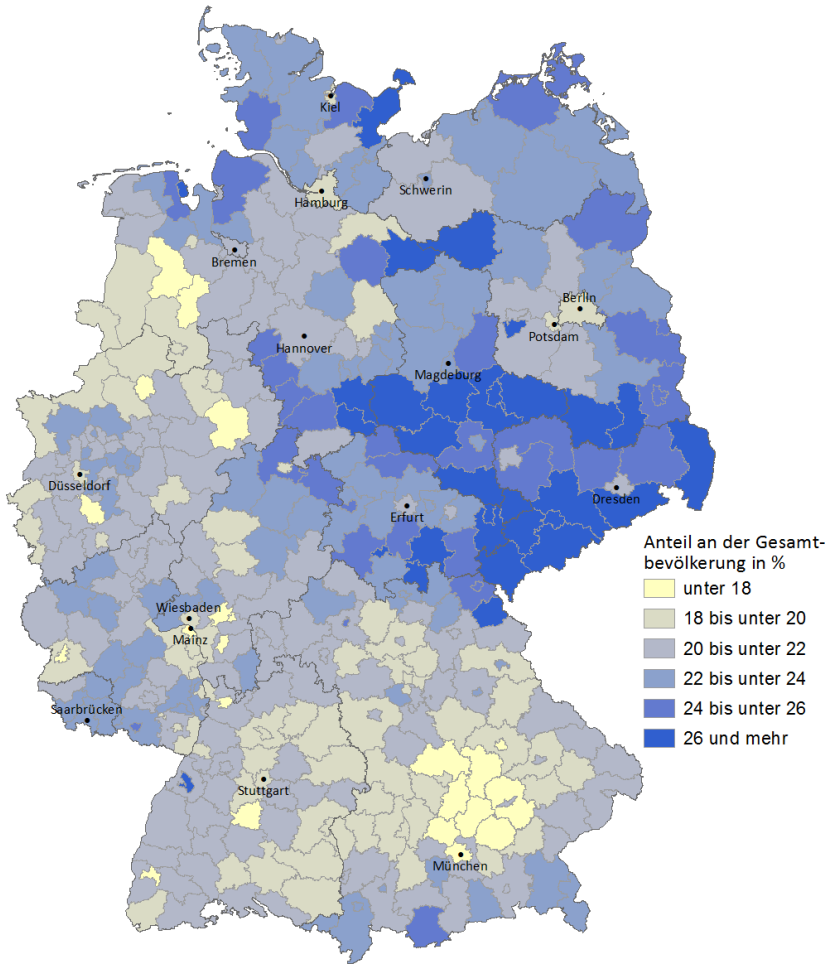 Kiel
Schwerin
Hamburg
Bremen
Berlin
Potsdam
Hannover
Magdeburg
Düsseldorf
Erfurt
Dresden
Wiesbaden
Mainz
Saarbrücken
Stuttgart
München
Anteil an der Gesamt-
bevölkerung in %
unter 18
18 bis unter 20
20 bis unter 22
22 bis unter 24
24 bis unter 26
26 und mehr